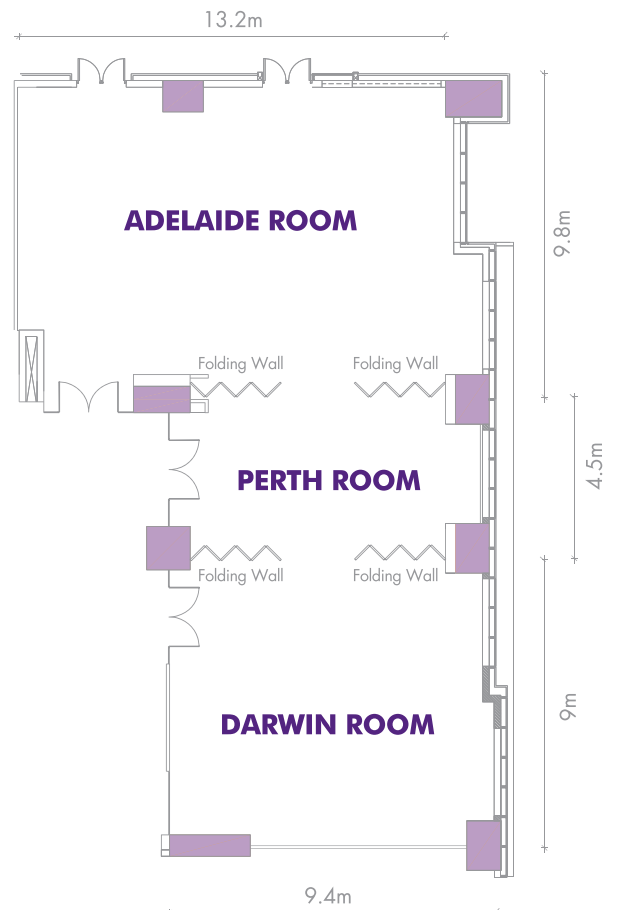 13.2m
ADELAIDE ROOM
9.8m
Folding Wall
Folding Wall
PERTH ROOM
4.5m
Folding Wall
Folding Wall
DARWIN ROOM
9m
9.4m